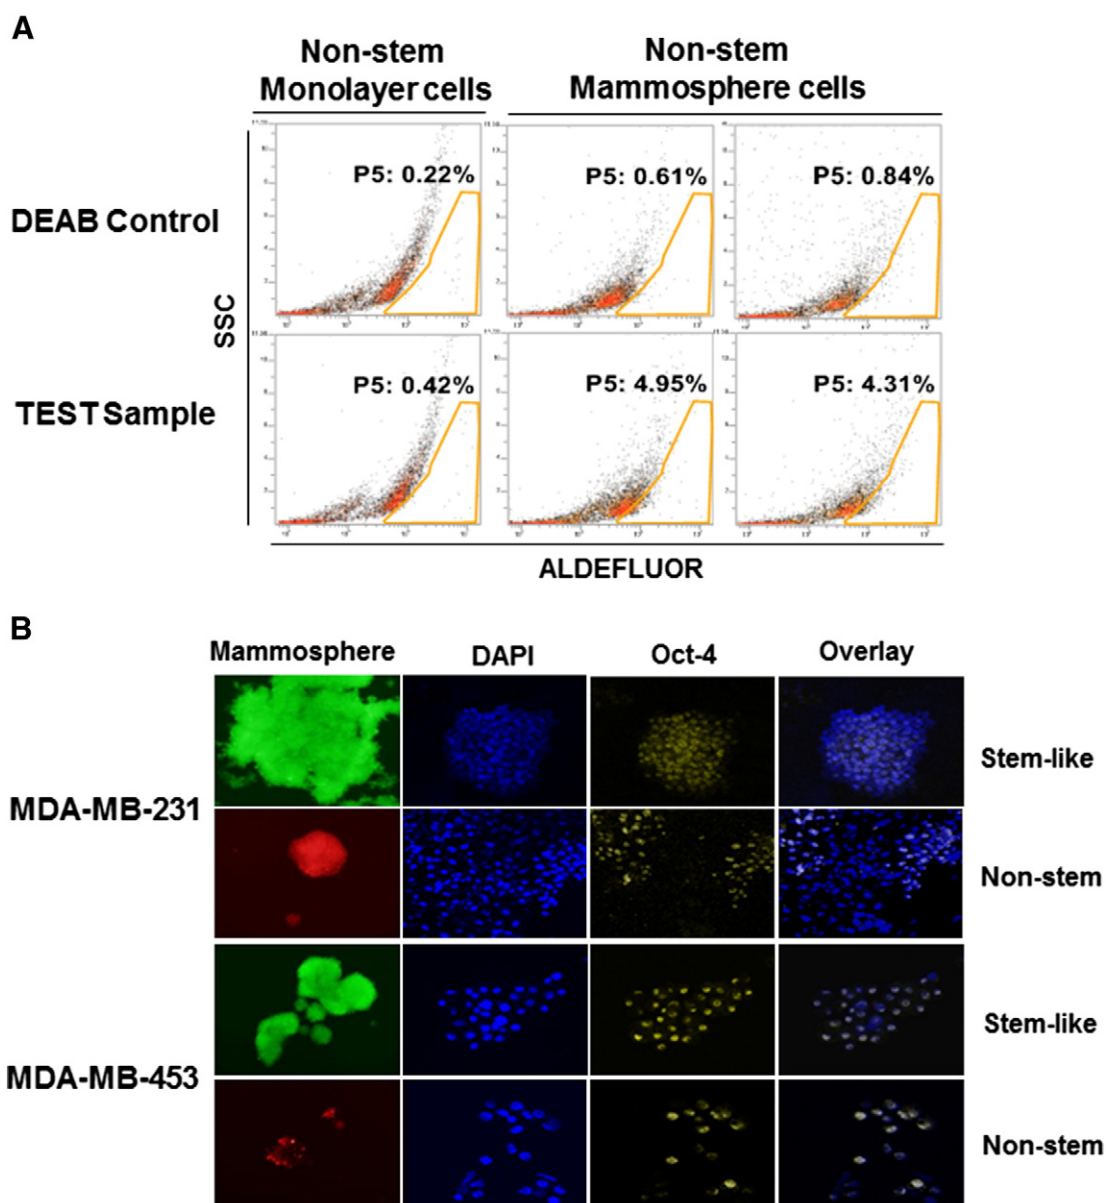 A
Non-stem
Monolayer cells
Non-stem
Mammosphere cells
DEAB Control
P5: 0.22%
P5: 0.61%
P5: 0.84%
SSC
TEST Sample
P5: 0.42%
P5: 4.95%
P5: 4.31%
ALDEFLUOR
B
Mammosphere DAPI Oct-4 Overlay
MDA-MB-231
Stem-like
Non-stem
MDA-MB-453
Stem-like
Non-stem